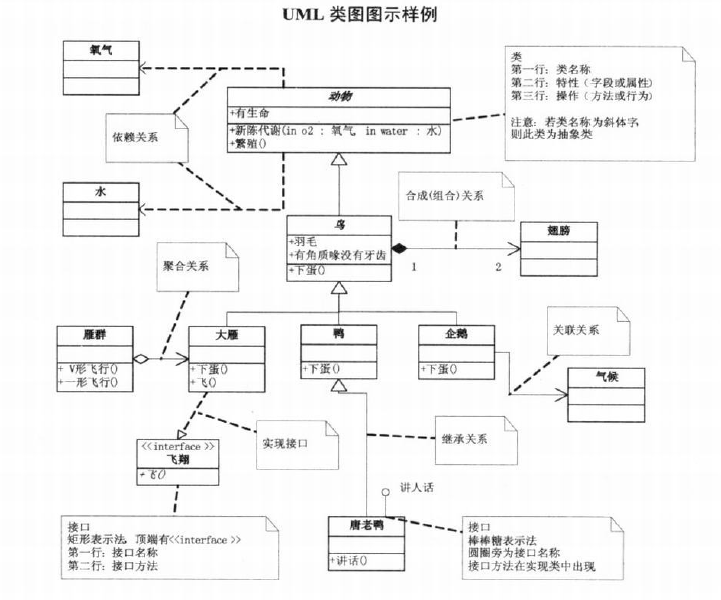 UML 类图图示样例
氧气
动物
+有生命
+新陈代谢(in o2 : 氧气, in water : 水)
+繁殖()
类
第一行：类名称
第二行：特性（字段或属性）
第三行：操作（方法或行为）
注意：若类名称为斜体字
则此类为抽象类
依赖关系
水
合成(组合)关系
鸟
+羽毛
+有角质喙没有牙齿
+下蛋()
1
2
翅膀
聚合关系
雁群
+ V形飞行()
+一形飞行()
大雁
+下蛋()
+飞()
鸭
+下蛋()
企鹅
+下蛋()
关联关系
气候
<<interface >>
飞翔
+飞()
实现接口
继承关系
讲人话
接口
矩形表示法，顶端有<<interface >>
第一行：接口名称
第二行：接口方法
唐老鸭
+讲话()
接口
棒棒糖表示法
圆圈旁为接口名称
接口方法在实现类中出现